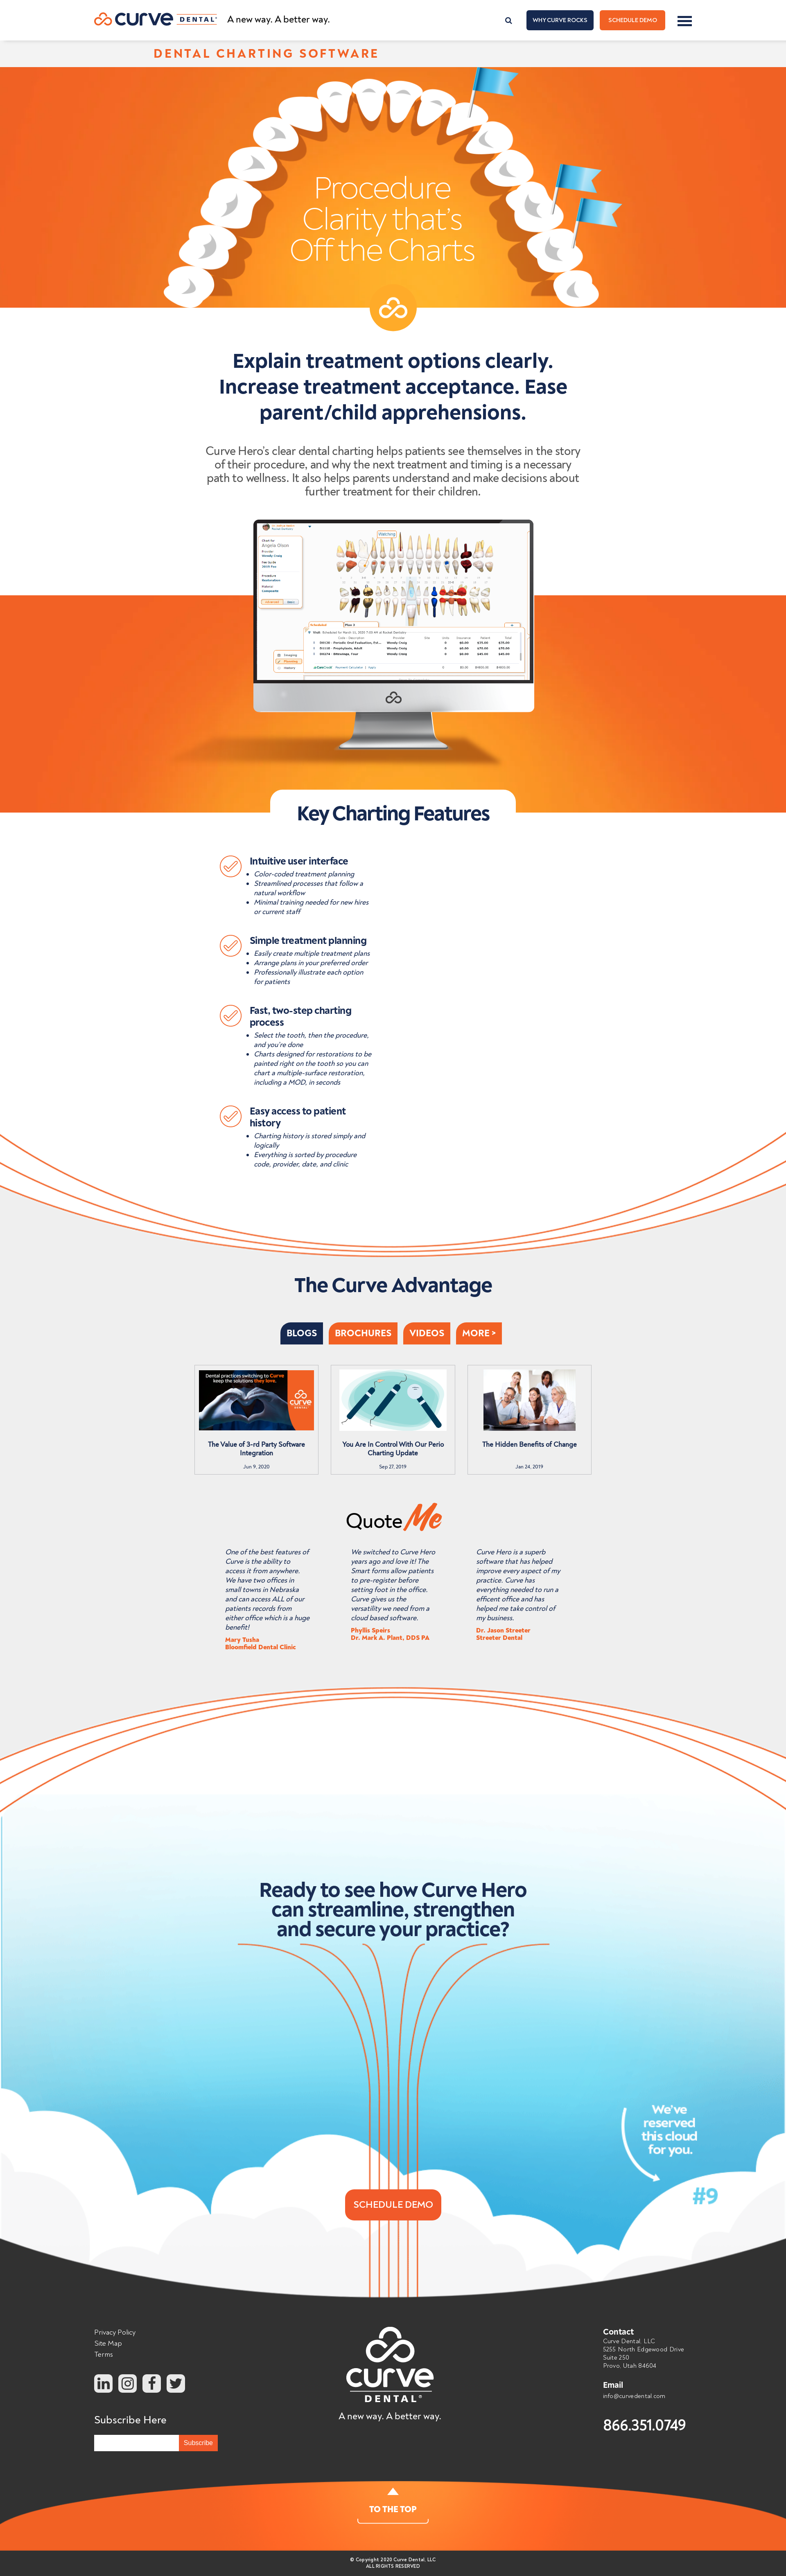 curve DENTAL®
A new way. A better way.
WHY CURVE ROCKS
SCHEDULE DEMO
DENTAL CHARTING SOFTWARE
Procedure
Clarity that's
Off the Charts
Explain treatment options clearly.
Increase treatment acceptance. Ease
parent/child apprehensions.
Curve Hero's clear dental charting helps patients see themselves in the story
of their procedure, and why the next treatment and timing is a necessary
path to wellness. It also helps parents understand and make decisions about
further treatment for their children.
Angela Olson
Watching
Key Charting Features
Intuitive user interface
Color-coded treatment planning
Streamlined processes that follow a
natural workflow
Minimal training needed for new hires
or current staff
Simple treatment planning
Easily create multiple treatment plans
Arrange plans in your preferred order
Professionally illustrate each option
for patients
Fast, two-step charting
process
Select the tooth, then the procedure,
and you're done
Charts designed for restorations to be
painted right on the tooth so you can
chart a multiple-surface restoration,
including a MOD, in seconds
Easy access to patient
history
Charting history is stored simply and
logically
Everything is sorted by procedure
code, provider, date, and clinic
The Curve Advantage
BLOGS
BROCHURES
VIDEOS
MORE >
Dental practices switching to Curve
keep the solutions they love.
curve
DENTAL
The Value of 3-rd Party Software
Integration
Jun 9, 2020
You Are In Control With Our Perio
Charting Update
Sep 27, 2019
The Hidden Benefits of Change
Jan 24, 2019
Quote Me
One of the best features of
Curve is the ability to
access it from anywhere.
We have two offices in
small towns in Nebraska
and can access ALL of our
patients records from
either office which is a huge
benefit!
Mary Tusha
Bloomfield Dental Clinic
We switched to Curve Hero
years ago and love it! The
Smart forms allow patients
to pre-register before
setting foot in the office.
Curve gives us the
versatility we need from a
cloud based software.
Phyllis Speirs
Dr. Mark A. Plant, DDS PA
Curve Hero is a superb
software that has helped
improve every aspect of my
practice. Curve has
everything needed to run a
efficent office and has
helped me take control of
my business.
Dr. Jason Streeter
Streeter Dental
Ready to see how Curve Hero
can streamline, strengthen
and secure your practice?
We've
reserved
this cloud
for you.
#9
SCHEDULE DEMO
Privacy Policy
Site Map
Terms
Subscribe Here
Subscribe
curve
DENTAL®
A new way. A better way.
Contact
Curve Dental, LLC
5255 North Edgewood Drive
Suite 250
Provo, Utah 84604
Email
info@curvedental.com
866.351.0749
TO THE TOP
© Copyright 2020 Curve Dental, LLC
ALL RIGHTS RESERVED